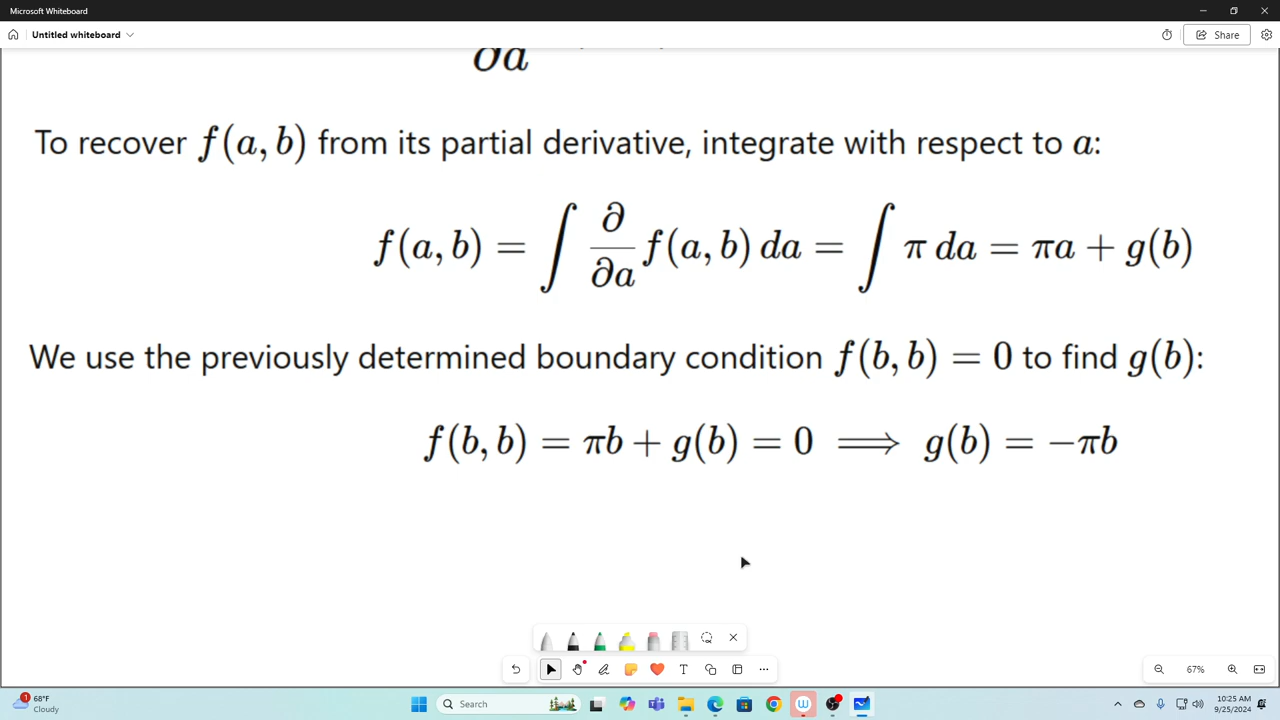 Microsoft Whiteboard
Untitled whiteboard
Share
∂a
To recover f(a, b) from its partial derivative, integrate with respect to a:
f(a, b) = ∫ ∂/∂a f(a, b) da = ∫ π da = πa + g(b)
We use the previously determined boundary condition f(b, b) = 0 to find g(b):
f(b, b) = πb + g(b) = 0 ⟹ g(b) = −πb
67%
1
68°F
Cloudy
Search
10:25 AM
9/25/2024